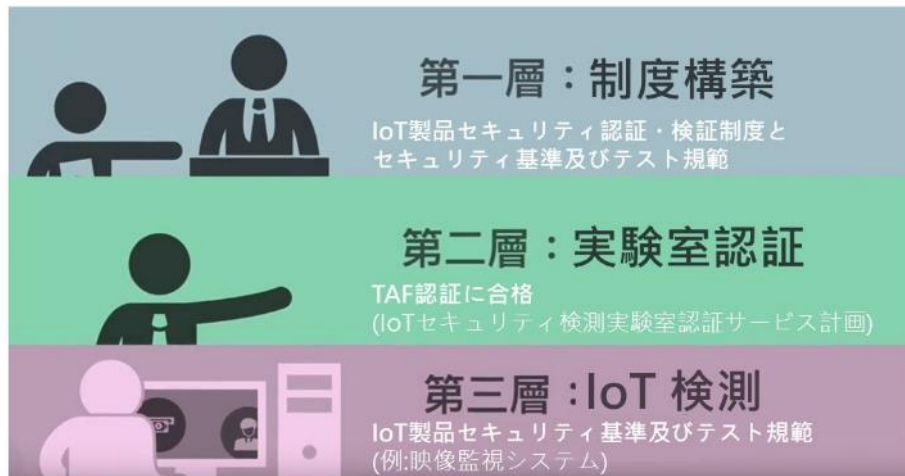 第一層：制度構築
IoT製品セキュリティ認証・検証制度と
セキュリティ基準及びテスト規範
第二層：実験室認証
TAF認証に合格
(IoTセキュリティ検測実験室認証サービス計画)
第三層：IoT 検測
IoT製品セキュリティ基準及びテスト規範
(例:映像監視システム)